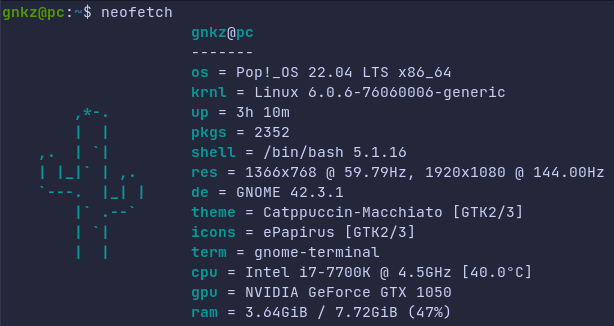 gnkz@pc:~$ neofetch
gnkz@pc
-------
os = Pop!_OS 22.04 LTS x86_64
krnl = Linux 6.0.6-76060006-generic
up = 3h 10m
pkgs = 2352
shell = /bin/bash 5.1.16
res = 1366x768 @ 59.79Hz, 1920x1080 @ 144.00Hz
de = GNOME 42.3.1
theme = Catppuccin-Macchiato [GTK2/3]
icons = ePapirus [GTK2/3]
term = gnome-terminal
cpu = Intel i7-7700K @ 4.5GHz [40.0°C]
gpu = NVIDIA GeForce GTX 1050
ram = 3.64GiB / 7.72GiB (47%)